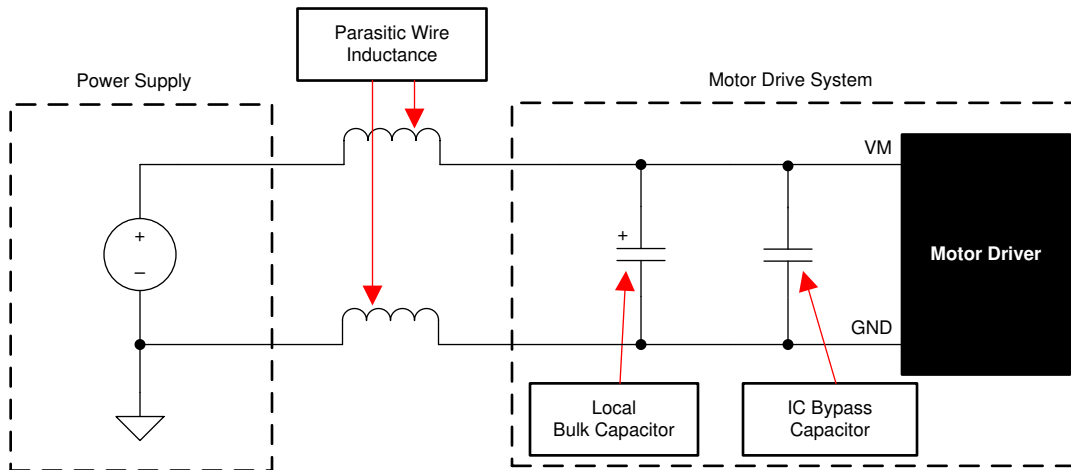 Parasitic Wire
Inductance
Power Supply
Motor Drive System
VM
+
–
+
Motor Driver
GND
Local
Bulk Capacitor
IC Bypass
Capacitor